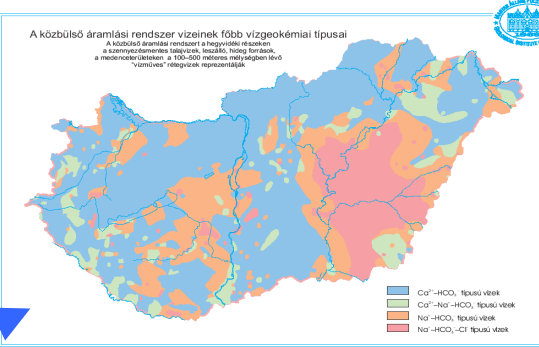 A közbülső áramlási rendszer vizeinek főbb vízgeokémiai típusai
A közbülső áramlási rendszert a hegyvidéki részeken
a szennyezésmentes talajvizek, leszálló, hideg források,
a medenceterületeken a 100–500 méteres mélységben lévő
"vízműves" rétegvizek reprezentálják
Ca²⁺–HCO₃⁻ típusú vizek
Ca²⁺–Na⁺–HCO₃⁻ típusú vizek
Na⁺–HCO₃⁻ típusú vizek
Na⁺–HCO₃⁻–Cl⁻ típusú vizek